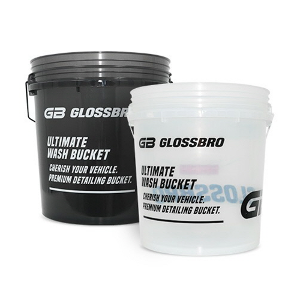 GB GLOSSBRO
ULTIMATE
WASH BUCKET
CHERISH YOUR VEHICLE.
PREMIUM DETAILING BUCKET.
GB GLOSSBRO
ULTIMATE
WASH BUCKET
CHERISH YOUR VEHICLE.
PREMIUM DETAILING BUCKET.